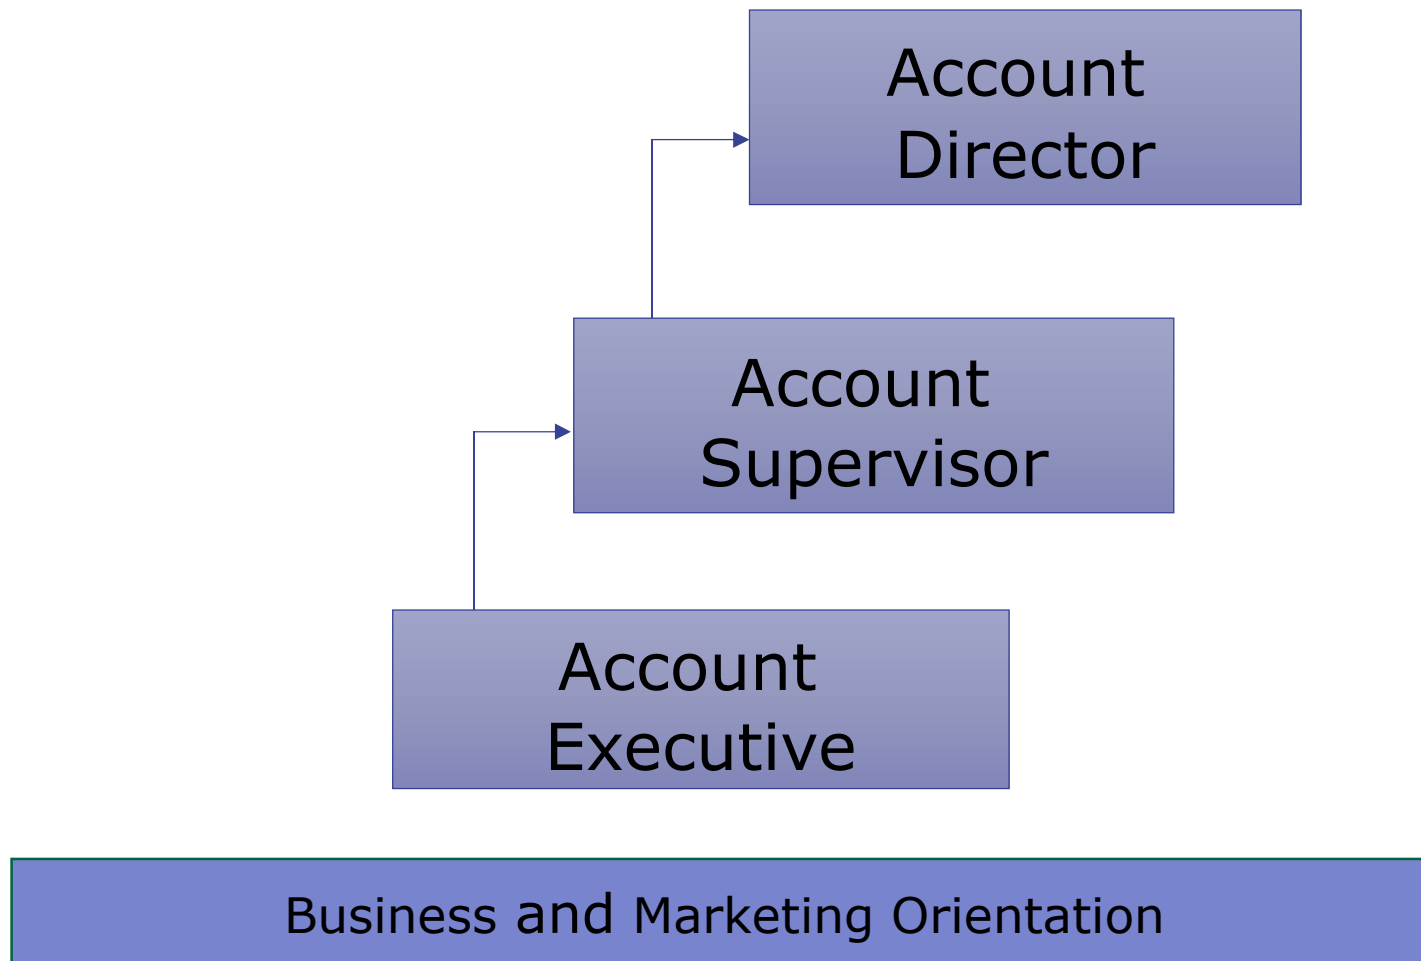 Account
Director
Account
Supervisor
Account
Executive
Business and Marketing Orientation